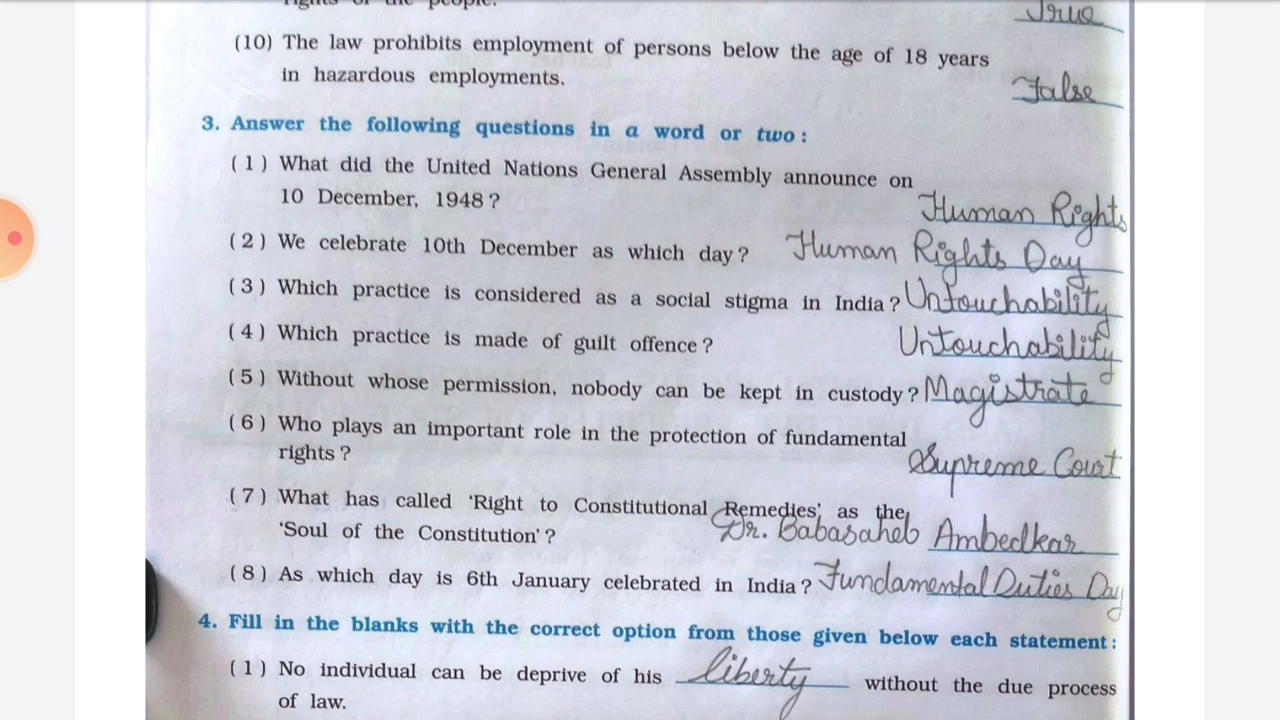 rights of the people.
True
(10) The law prohibits employment of persons below the age of 18 years
in hazardous employments.
False
3. Answer the following questions in a word or two :
(1) What did the United Nations General Assembly announce on
10 December, 1948 ?
Human Rights
(2) We celebrate 10th December as which day ? Human Rights Day
(3) Which practice is considered as a social stigma in India ? Untouchability
(4) Which practice is made of guilt offence ? Untouchability
(5) Without whose permission, nobody can be kept in custody ? Magistrate
(6) Who plays an important role in the protection of fundamental
rights ?
Supreme Court
(7) What has called 'Right to Constitutional Remedies' as the
'Soul of the Constitution' ? Dr. Babasaheb Ambedkar
(8) As which day is 6th January celebrated in India ? Fundamental Duties Day
4. Fill in the blanks with the correct option from those given below each statement :
(1) No individual can be deprive of his liberty without the due process
of law.